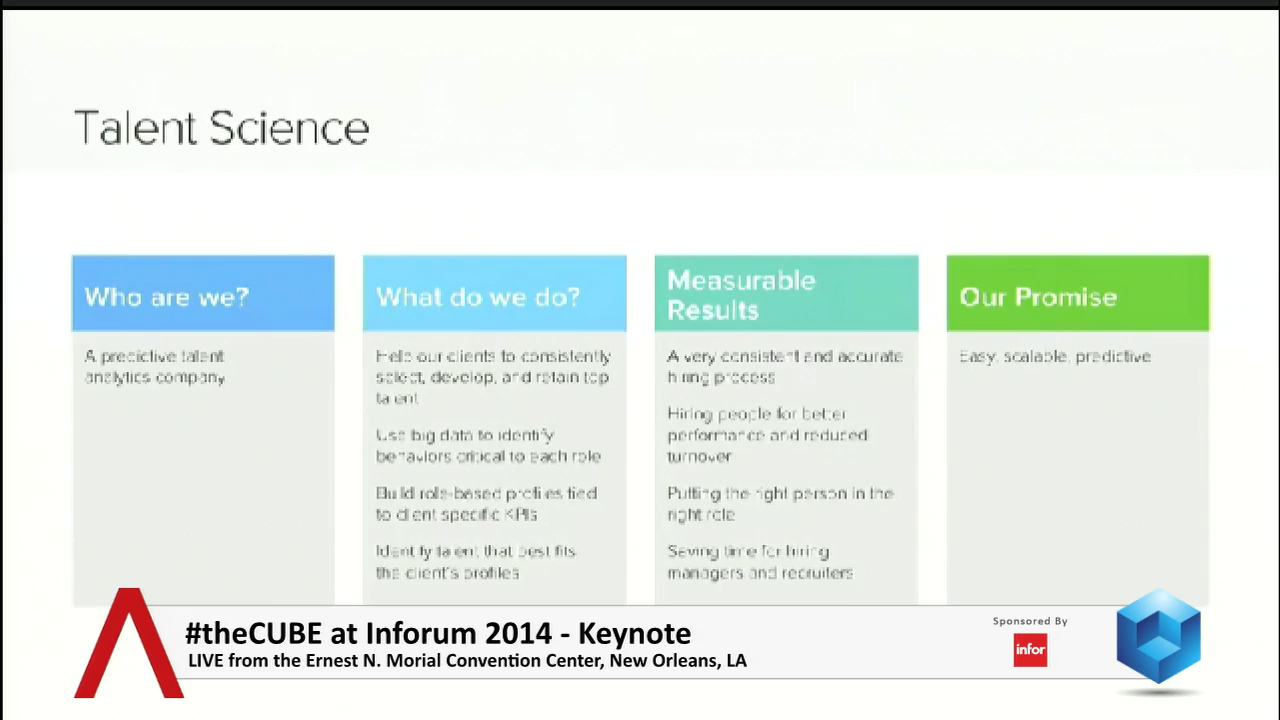 Talent Science
Who are we?
A predictive talent
analytics company
What do we do?
Help our clients to consistently
select, develop, and retain top
talent
Use big data to identify
behaviors critical to each role
Build role-based profiles tied
to client specific KPIs
Identify talent that best fits
the client's profiles
Measurable
Results
A very consistent and accurate
hiring process
Hiring people for better
performance and reduced
turnover
Putting the right person in the
right role
Saving time for hiring
managers and recruiters
Our Promise
Easy, scalable, predictive
#theCUBE at Inforum 2014 - Keynote
LIVE from the Ernest N. Morial Convention Center, New Orleans, LA
Sponsored By
infor